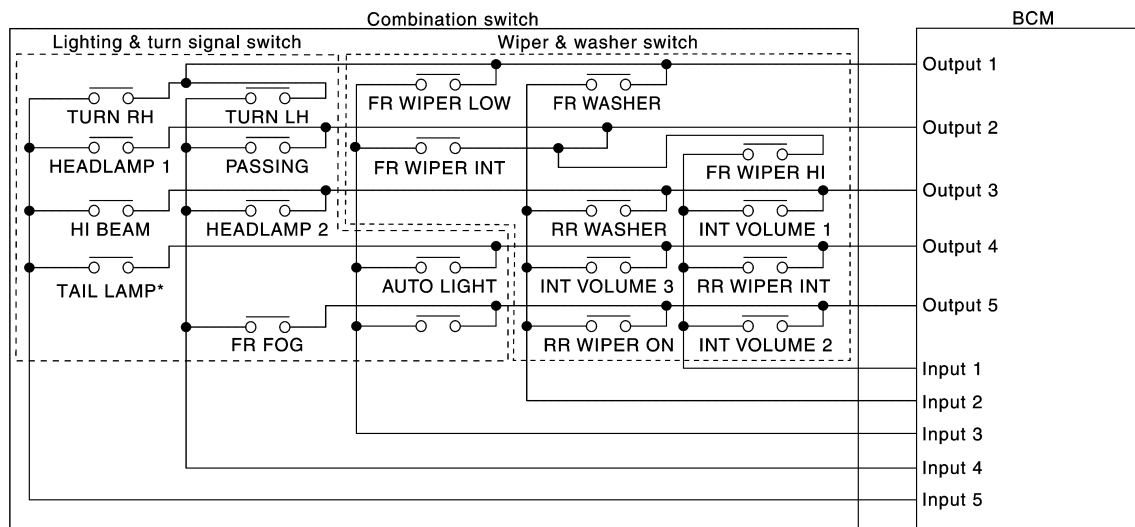 Combination switch
BCM
Lighting & turn signal switch
Wiper & washer switch
Output 1
TURN RH
TURN LH
FR WIPER LOW
FR WASHER
Output 2
HEADLAMP 1
PASSING
FR WIPER INT
FR WIPER HI
Output 3
HI BEAM
HEADLAMP 2
RR WASHER
INT VOLUME 1
Output 4
TAIL LAMP*
AUTO LIGHT
INT VOLUME 3
RR WIPER INT
Output 5
FR FOG
RR WIPER ON
INT VOLUME 2
Input 1
Input 2
Input 3
Input 4
Input 5